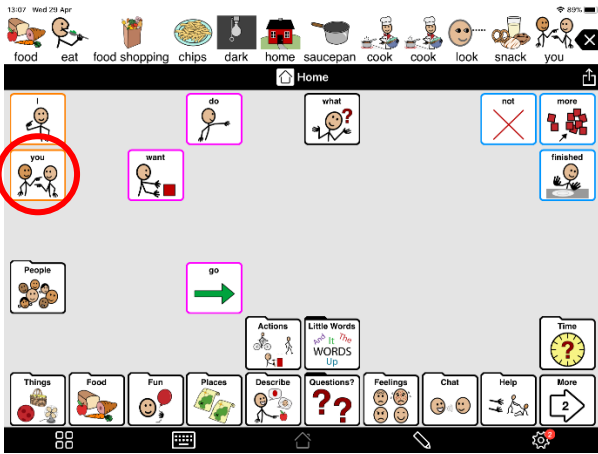 13:07 Wed 29 Apr 89%
food eat food shopping chips dark home saucepan cook cook look snack you
Home
I do what not more
you want finished
People go
Actions Little Words Time
And It The
WORDS
Up
Things Food Fun Places Describe Questions? Feelings Chat Help More
2
2